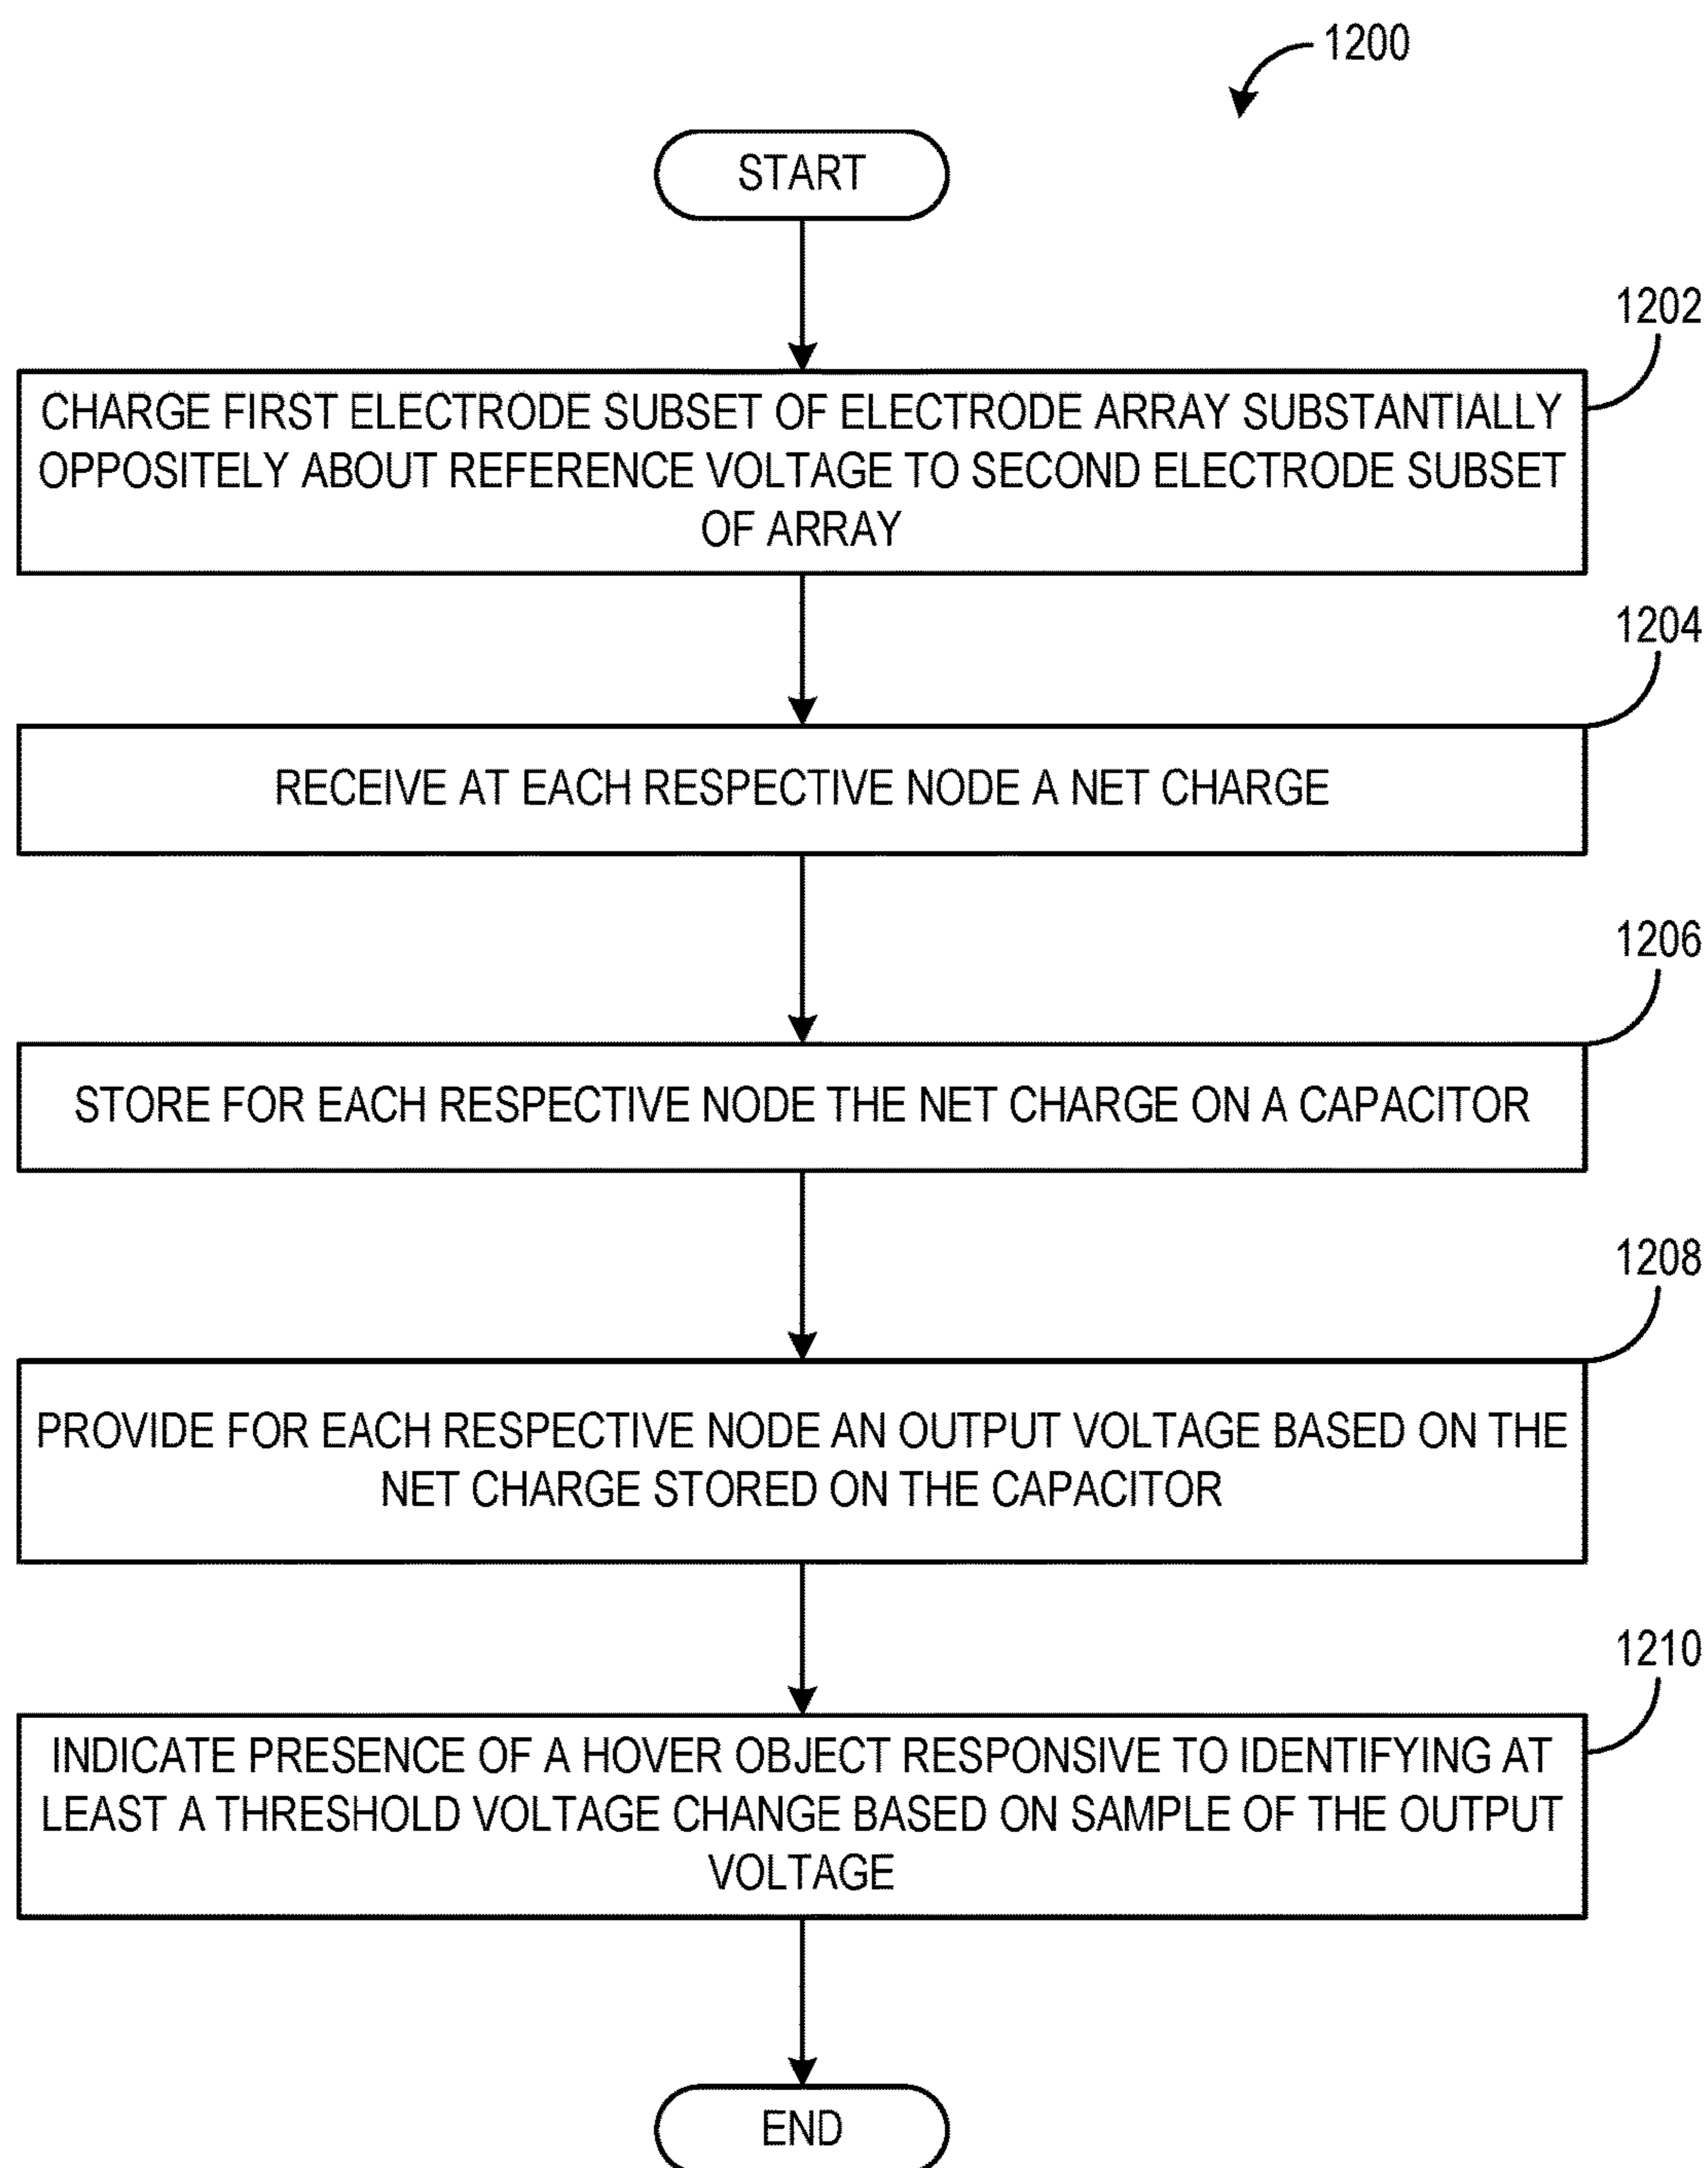 1200
START
1202
CHARGE FIRST ELECTRODE SUBSET OF ELECTRODE ARRAY SUBSTANTIALLY
OPPOSITELY ABOUT REFERENCE VOLTAGE TO SECOND ELECTRODE SUBSET
OF ARRAY
1204
RECEIVE AT EACH RESPECTIVE NODE A NET CHARGE
1206
STORE FOR EACH RESPECTIVE NODE THE NET CHARGE ON A CAPACITOR
1208
PROVIDE FOR EACH RESPECTIVE NODE AN OUTPUT VOLTAGE BASED ON THE
NET CHARGE STORED ON THE CAPACITOR
1210
INDICATE PRESENCE OF A HOVER OBJECT RESPONSIVE TO IDENTIFYING AT
LEAST A THRESHOLD VOLTAGE CHANGE BASED ON SAMPLE OF THE OUTPUT
VOLTAGE
END